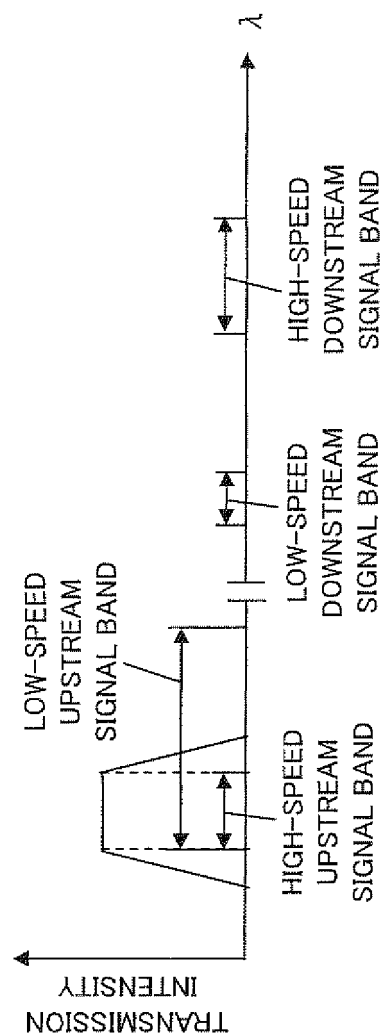 TRANSMISSION
INTENSITY
LOW-SPEED
UPSTREAM
SIGNAL BAND
HIGH-SPEED
UPSTREAM
SIGNAL BAND
LOW-SPEED
DOWNSTREAM
SIGNAL BAND
HIGH-SPEED
DOWNSTREAM
SIGNAL BAND
λ